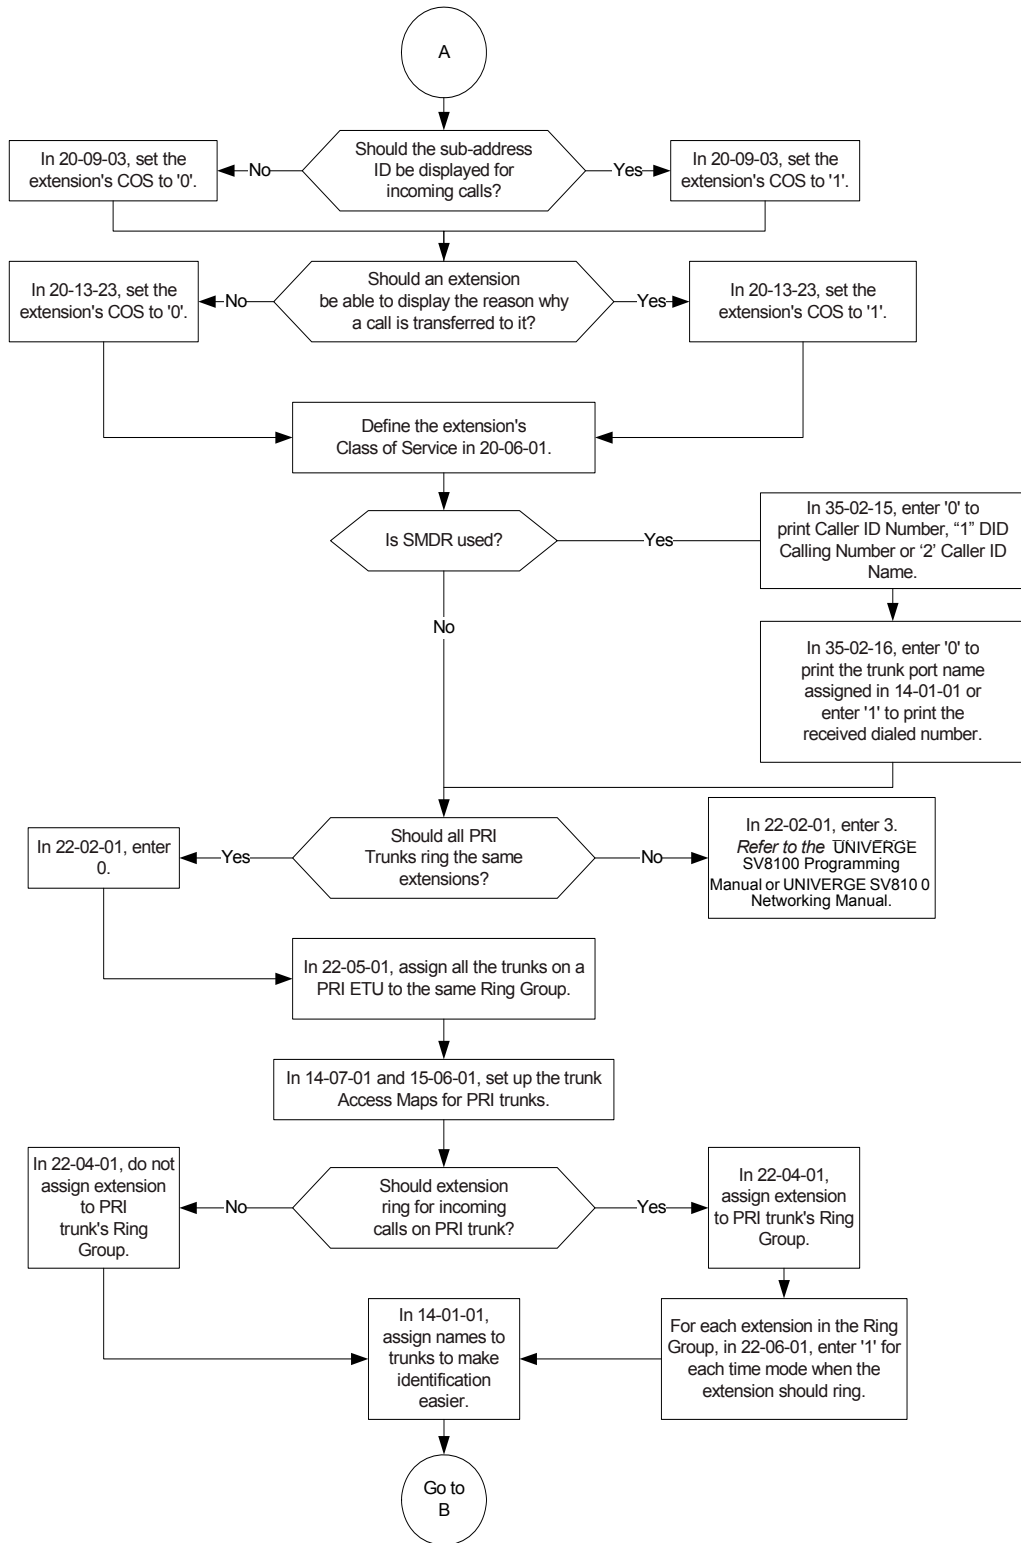 A
Should the sub-address
ID be displayed for
incoming calls?
No
Yes
In 20-09-03, set the
extension's COS to '0'.
In 20-09-03, set the
extension's COS to '1'.
Should an extension
be able to display the reason why
a call is transferred to it?
No
Yes
In 20-13-23, set the
extension's COS to '0'.
In 20-13-23, set the
extension's COS to '1'.
Define the extension's
Class of Service in 20-06-01.
Is SMDR used?
Yes
No
In 35-02-15, enter '0' to
print Caller ID Number, “1” DID
Calling Number or ‘2’ Caller ID
Name.
In 35-02-16, enter '0' to
print the trunk port name
assigned in 14-01-01 or
enter '1' to print the
received dialed number.
Should all PRI
Trunks ring the same
extensions?
Yes
No
In 22-02-01, enter
0.
In 22-02-01, enter 3.
Refer to the UNIVERGE
SV8100 Programming
Manual or UNIVERGE SV810 0
Networking Manual.
In 22-05-01, assign all the trunks on a
PRI ETU to the same Ring Group.
In 14-07-01 and 15-06-01, set up the trunk
Access Maps for PRI trunks.
Should extension
ring for incoming
calls on PRI trunk?
No
Yes
In 22-04-01, do not
assign extension
to PRI
trunk's Ring
Group.
In 22-04-01,
assign extension
to PRI trunk's Ring
Group.
For each extension in the Ring
Group, in 22-06-01, enter '1' for
each time mode when the
extension should ring.
In 14-01-01,
assign names to
trunks to make
identification
easier.
Go to
B